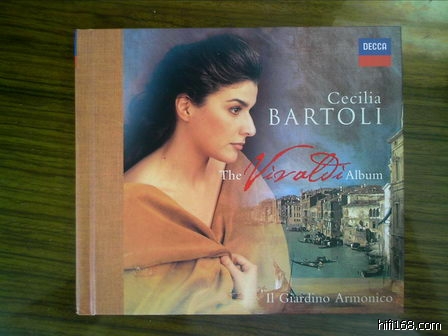 DECCA
Cecilia
BARTOLI
The Vivaldi Album
Il Giardino Armonico
hifi168.com